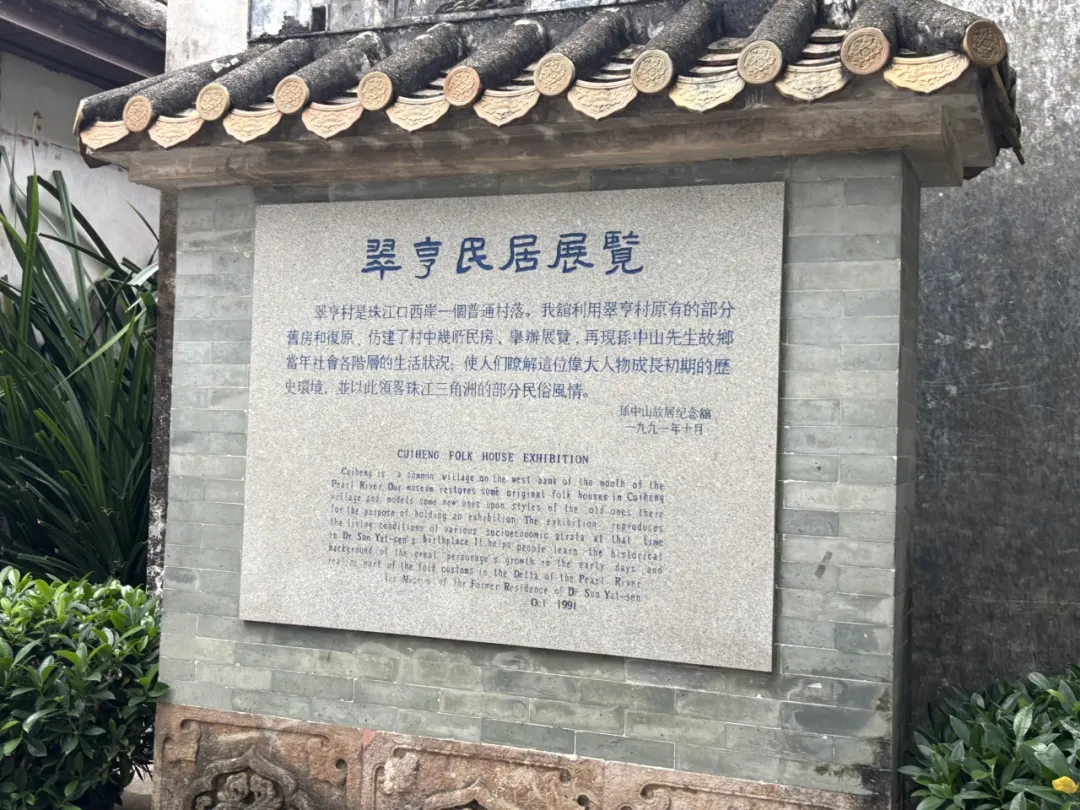 翠亨民居展覽
翠亨村是珠江口西岸一個普通村落。我舘利用翠亨村原有的部分
舊房和復原、仿建了村中幾所民房、舉辦展覽，再現孫中山先生故鄉
當年社會各階層的生活狀況；使人们瞭解這位偉大人物成長初期的歷
史環境，並以此領畧珠江三角洲的部分民俗風情。
孫中山故居纪念舘
一九九一年十月
CUIHENG FOLK HOUSE EXHIBITION
Cuiheng is a common village on the west bank of the mouth of the
Pearl River. Our museum restores some original folk houses in Cuiheng
village and models some new ones upon styles of the old ones there
for the purpose of holding an exhibition. The exhibition reproduces
the living conditions of various socioeconomic strata at that time
in Dr. Sun Yat-sen's Birthplace. It helps people learn the historical
background of the great personage's growth in the early days and
realize part of the folk customs in the Delta of the Pearl River.
Museum of the Former Residence of Dr Sun Yat-sen
Oct 1991